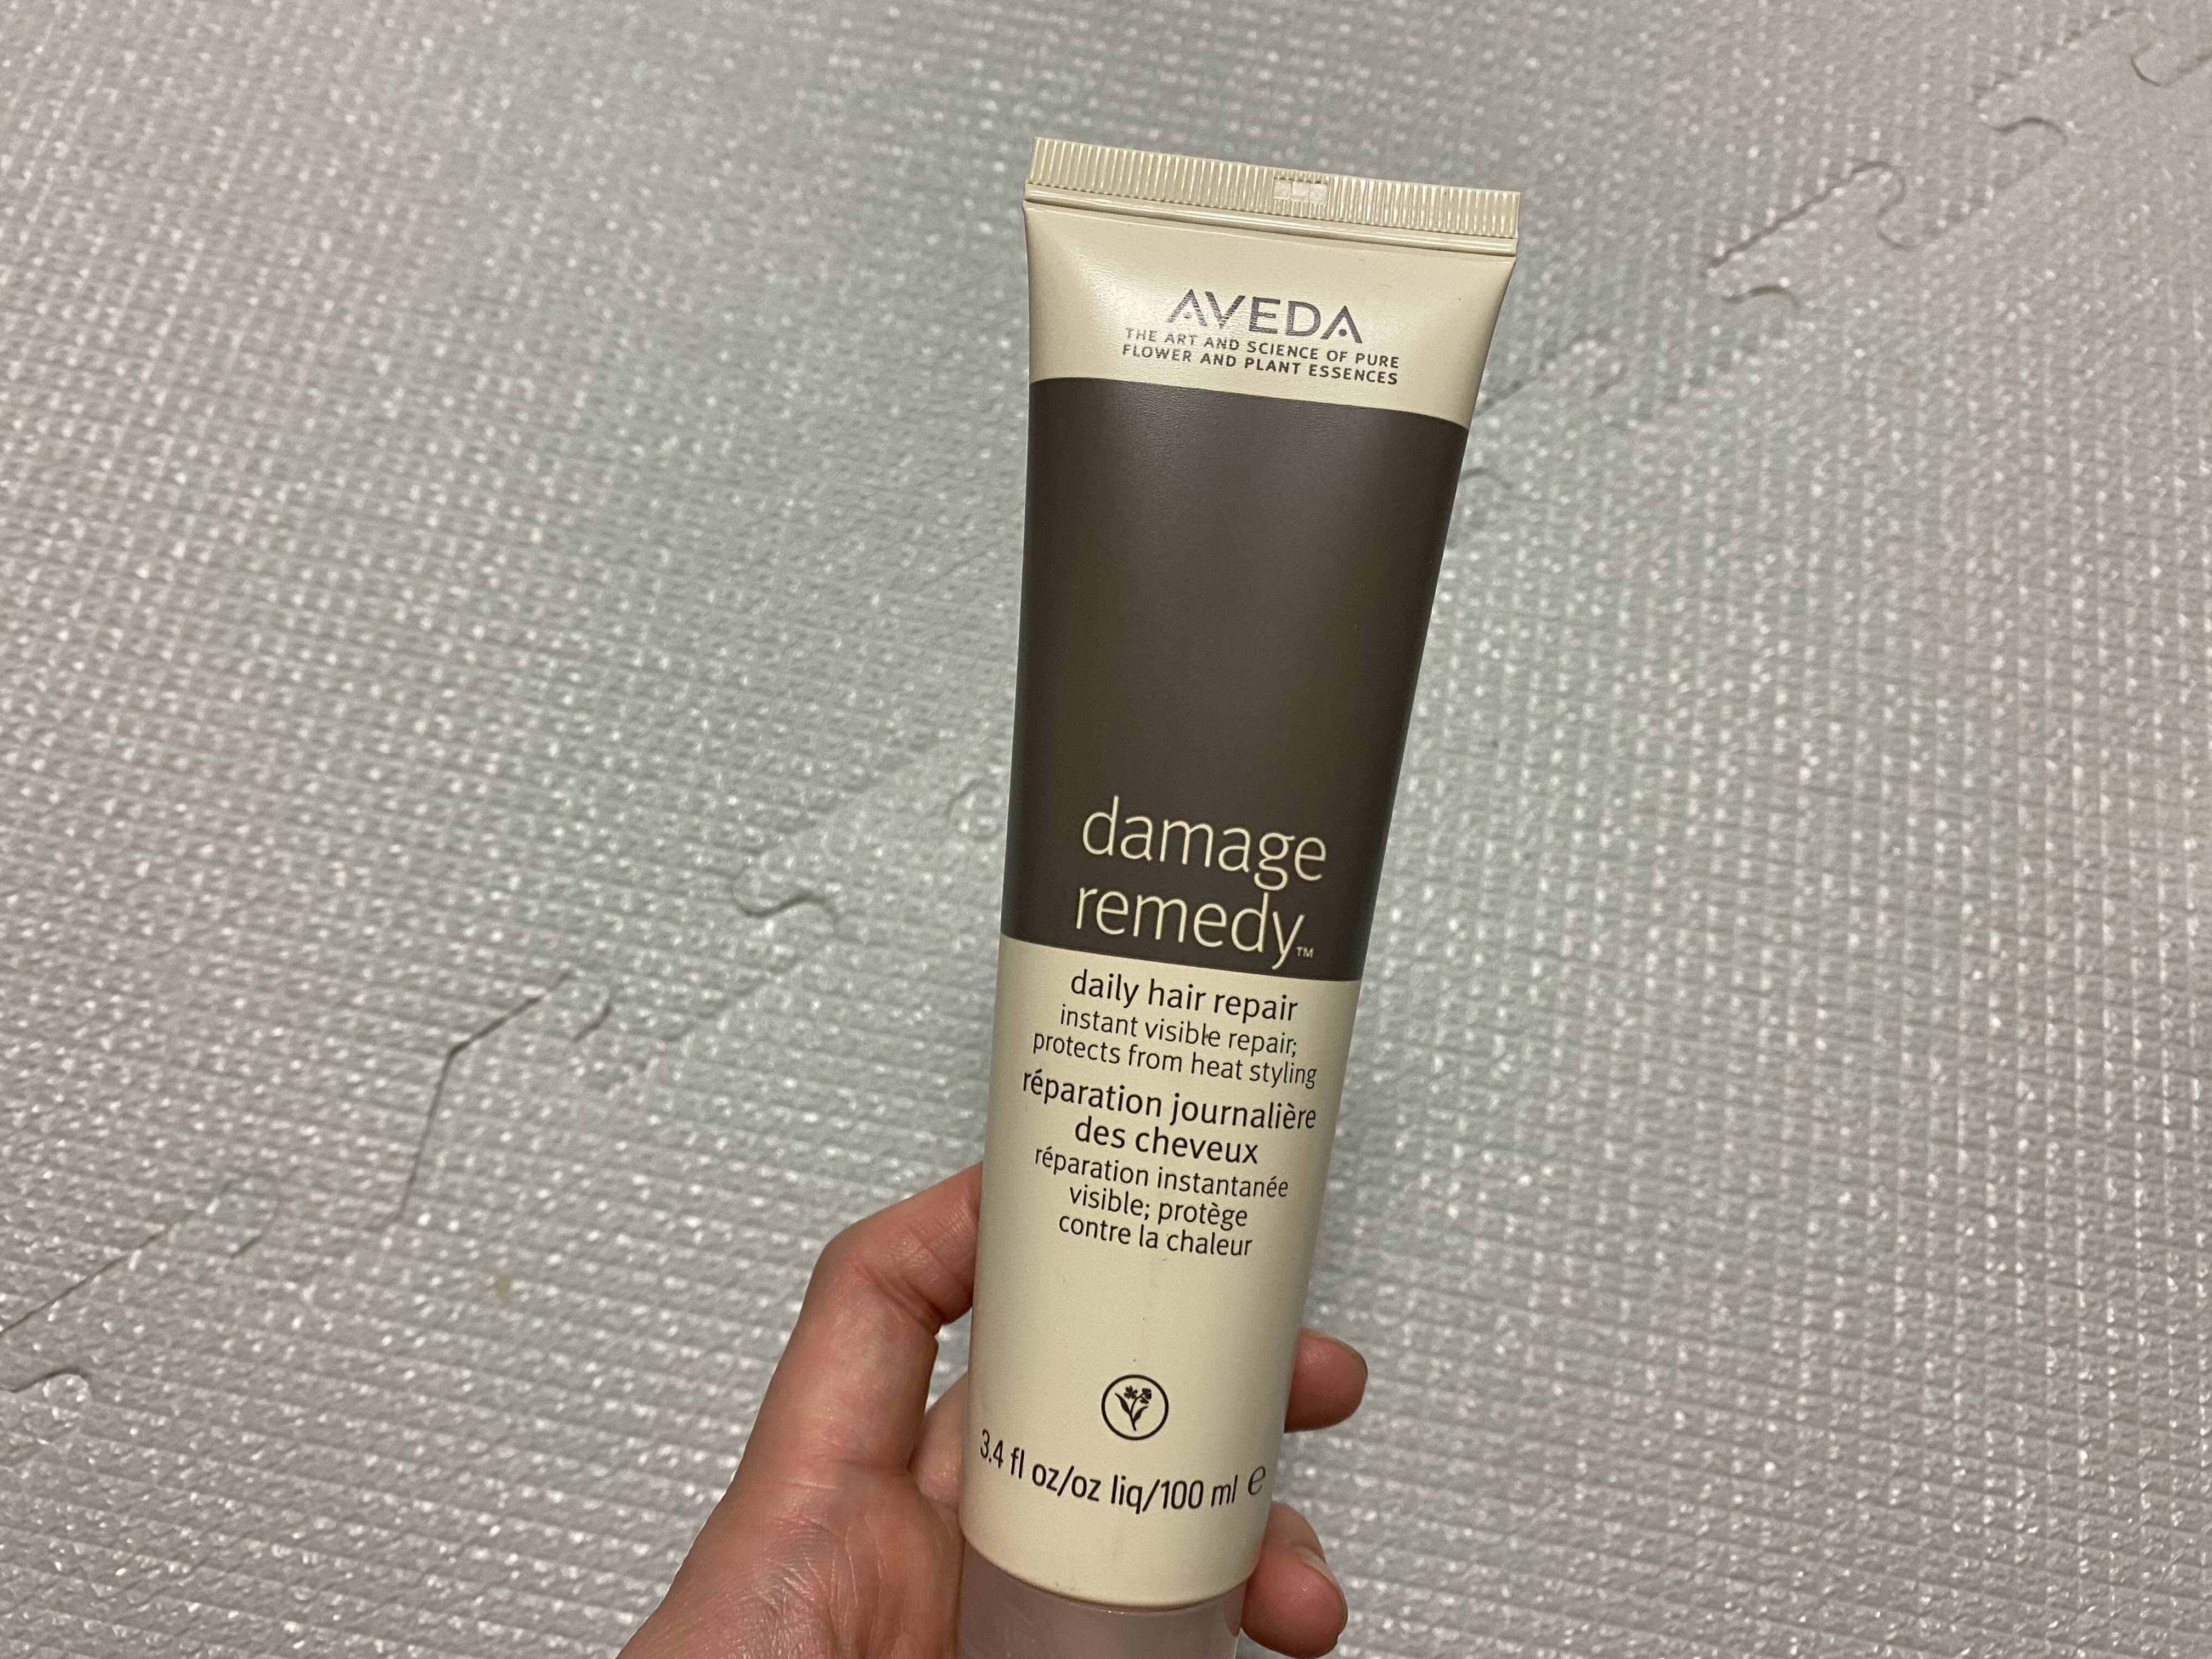 AVEDA
THE ART AND SCIENCE OF PURE
FLOWER AND PLANT ESSENCES
damage
remedy™
daily hair repair
instant visible repair;
protects from heat styling
réparation journalière
des cheveux
réparation instantanée
visible; protège
contre la chaleur
3.4 fl oz/oz liq/100 ml ℮